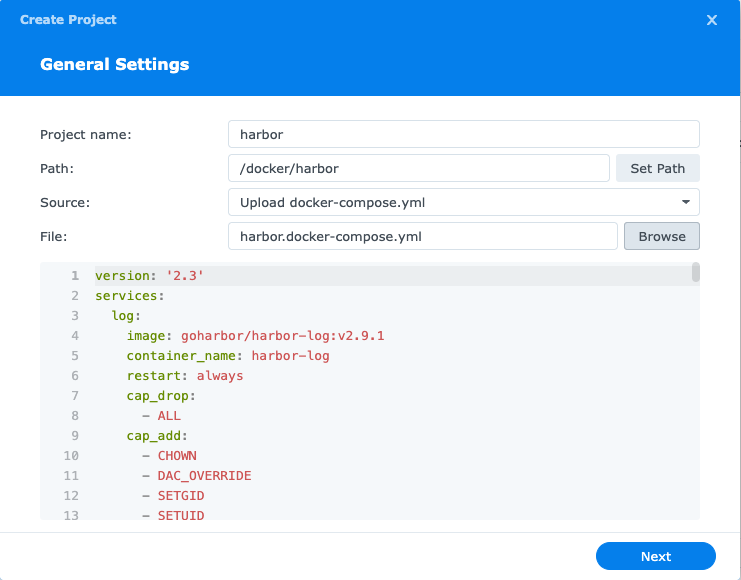 Create Project
General Settings
Project name: harbor
Path: /docker/harbor Set Path
Source: Upload docker-compose.yml
File: harbor.docker-compose.yml Browse
1 version: '2.3'
2 services:
3   log:
4     image: goharbor/harbor-log:v2.9.1
5     container_name: harbor-log
6     restart: always
7     cap_drop:
8       - ALL
9     cap_add:
10       - CHOWN
11       - DAC_OVERRIDE
12       - SETGID
13       - SETUID
Next